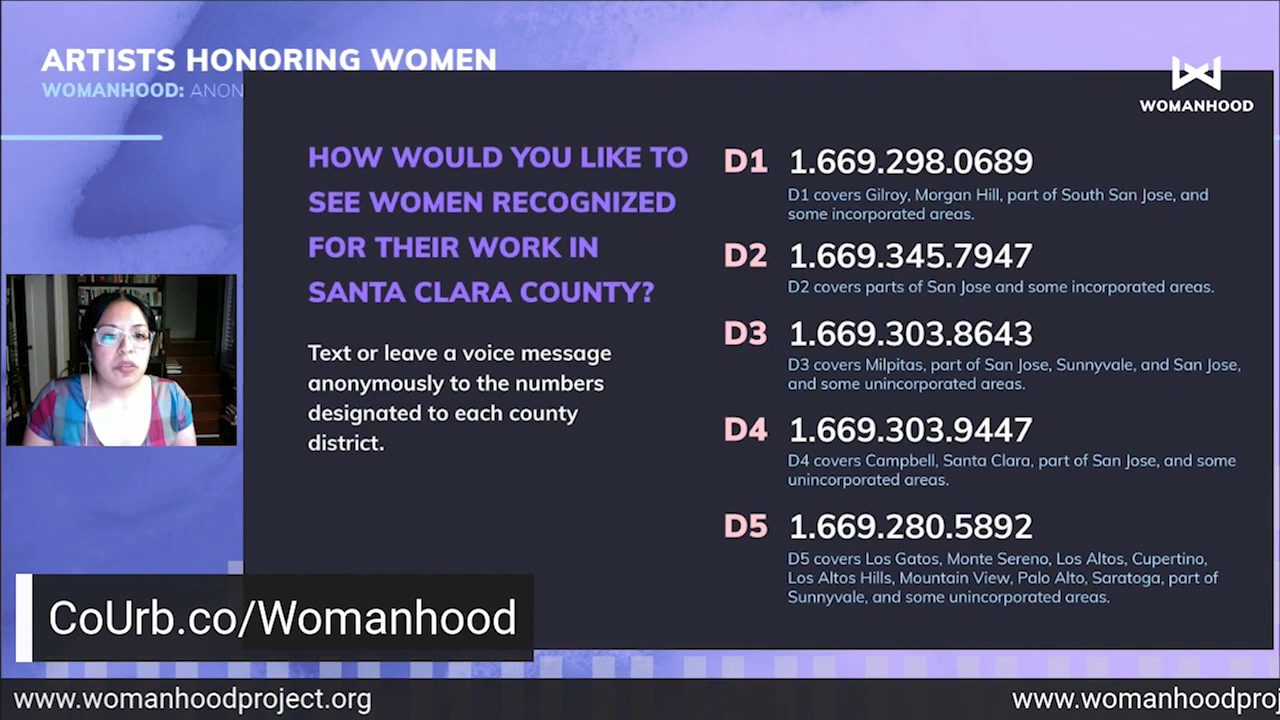 ARTISTS HONORING WOMEN
WOMANHOOD: ANON
WOMANHOOD
HOW WOULD YOU LIKE TO
SEE WOMEN RECOGNIZED
FOR THEIR WORK IN
SANTA CLARA COUNTY?
Text or leave a voice message
anonymously to the numbers
designated to each county
district.
D1 1.669.298.0689
D1 covers Gilroy, Morgan Hill, part of South San Jose, and
some incorporated areas.
D2 1.669.345.7947
D2 covers parts of San Jose and some incorporated areas.
D3 1.669.303.8643
D3 covers Milpitas, part of San Jose, Sunnyvale, and San Jose,
and some unincorporated areas.
D4 1.669.303.9447
D4 covers Campbell, Santa Clara, part of San Jose, and some
unincorporated areas.
D5 1.669.280.5892
D5 covers Los Gatos, Monte Sereno, Los Altos, Cupertino,
Los Altos Hills, Mountain View, Palo Alto, Saratoga, part of
Sunnyvale, and some unincorporated areas.
CoUrb.co/Womanhood
www.womanhoodproject.org www.womanhoodproj